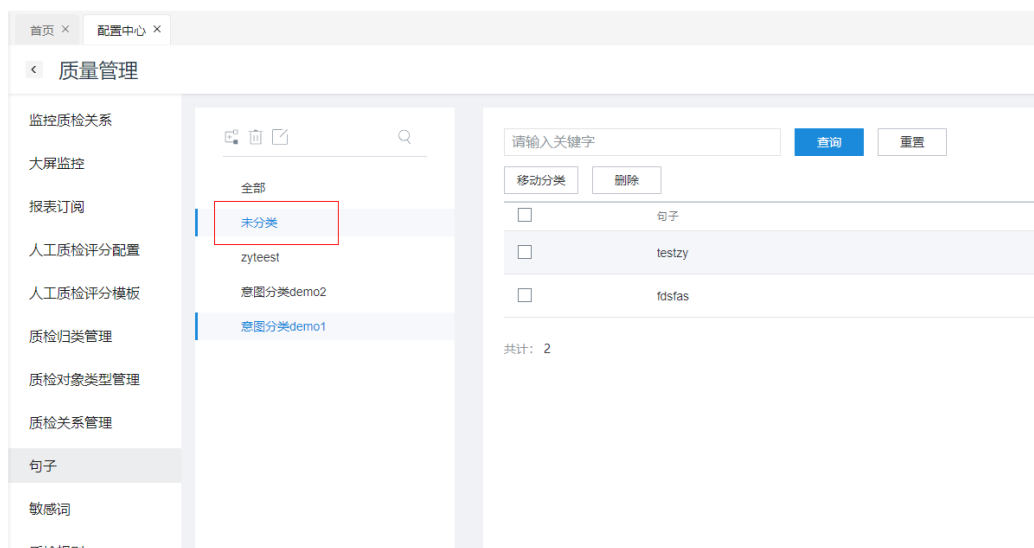 首页 × 配置中心 ×
质量管理
监控质检关系
大屏监控
报表订阅
人工质检评分配置
人工质检评分模板
质检归类管理
质检对象类型管理
质检关系管理
句子
敏感词
全部
未分类
zyteest
意图分类demo2
意图分类demo1
请输入关键字 查询 重置
移动分类 删除
句子
testzy
fdsfas
共计： 2